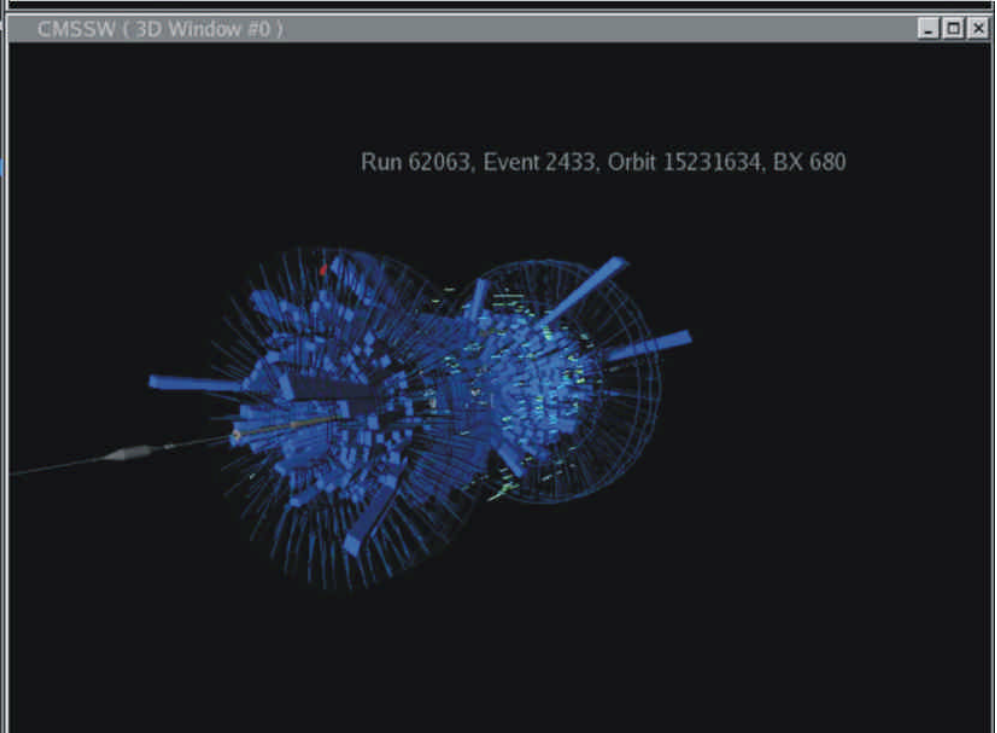 CMSSW ( 3D Window #0 )
Run 62063, Event 2433, Orbit 15231634, BX 680